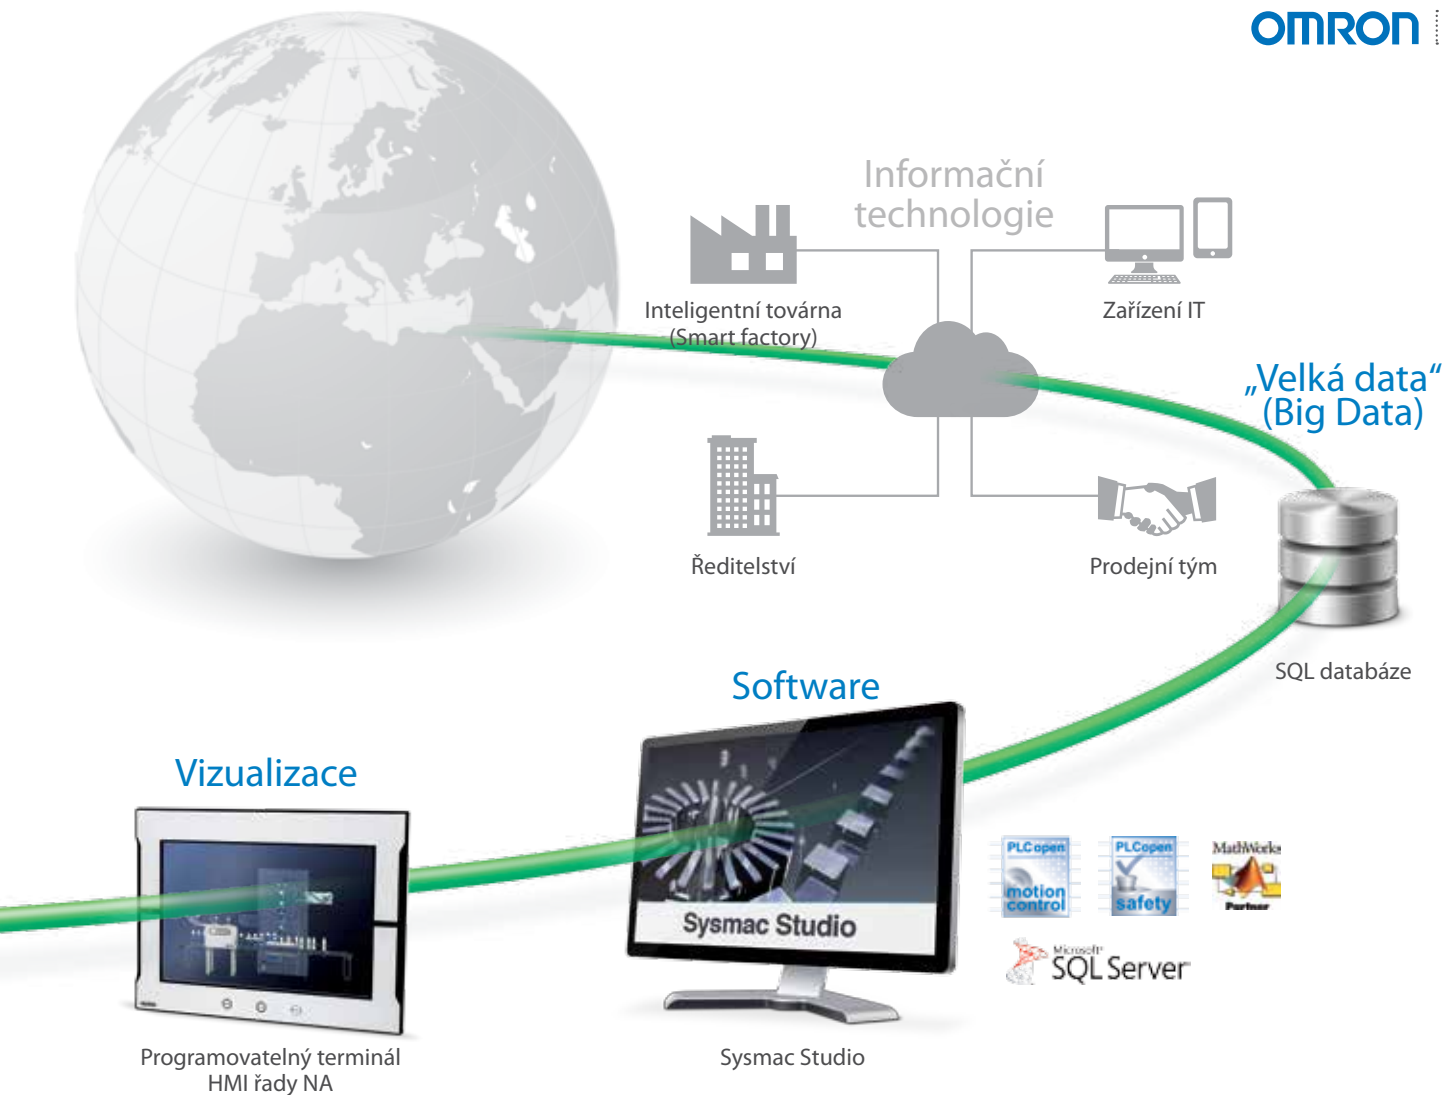 OMRON
Informační
technologie
Inteligentní továrna
(Smart factory)
Zařízení IT
„Velká data“
(Big Data)
Ředitelství
Prodejní tým
SQL databáze
Software
Vizualizace
Sysmac Studio
PLCopen
motion
control
PLCopen
safety
MathWorks
Partner
Microsoft®
SQL Server
Programovatelný terminál
HMI řady NA
Sysmac Studio